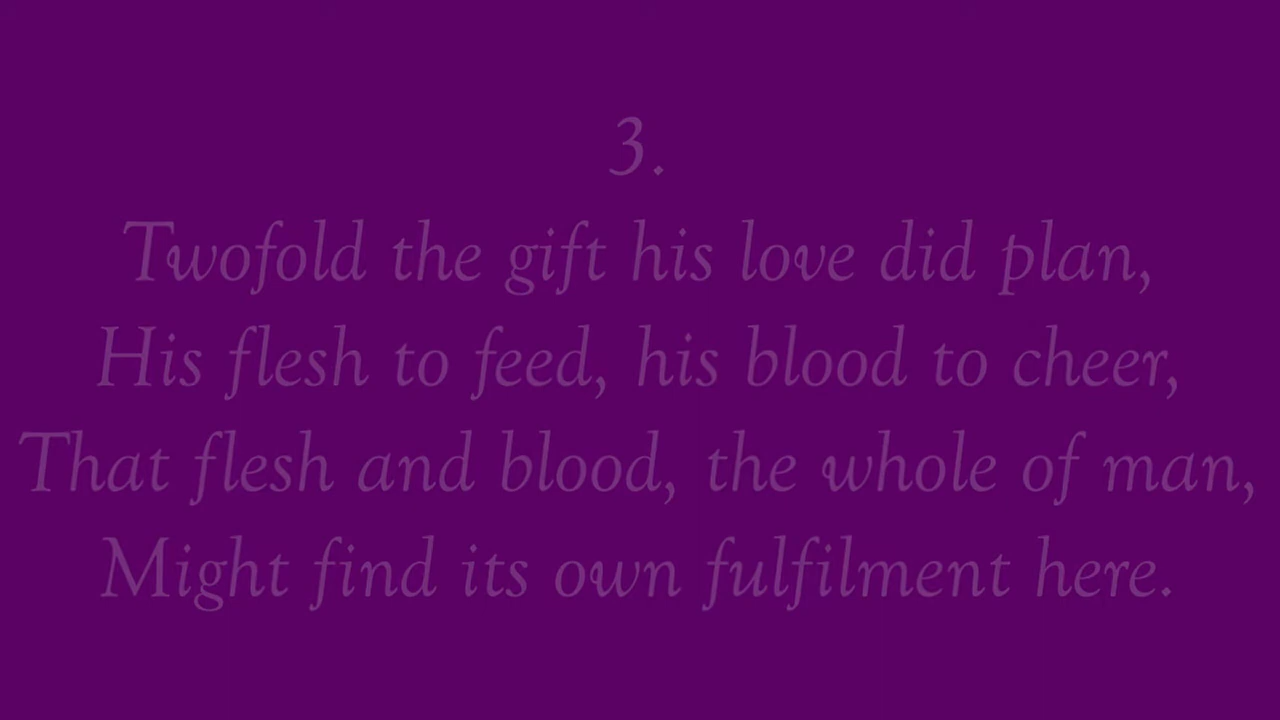 3.
Twofold the gift his love did plan,
His flesh to feed, his blood to cheer,
That flesh and blood, the whole of man,
Might find its own fulfilment here.